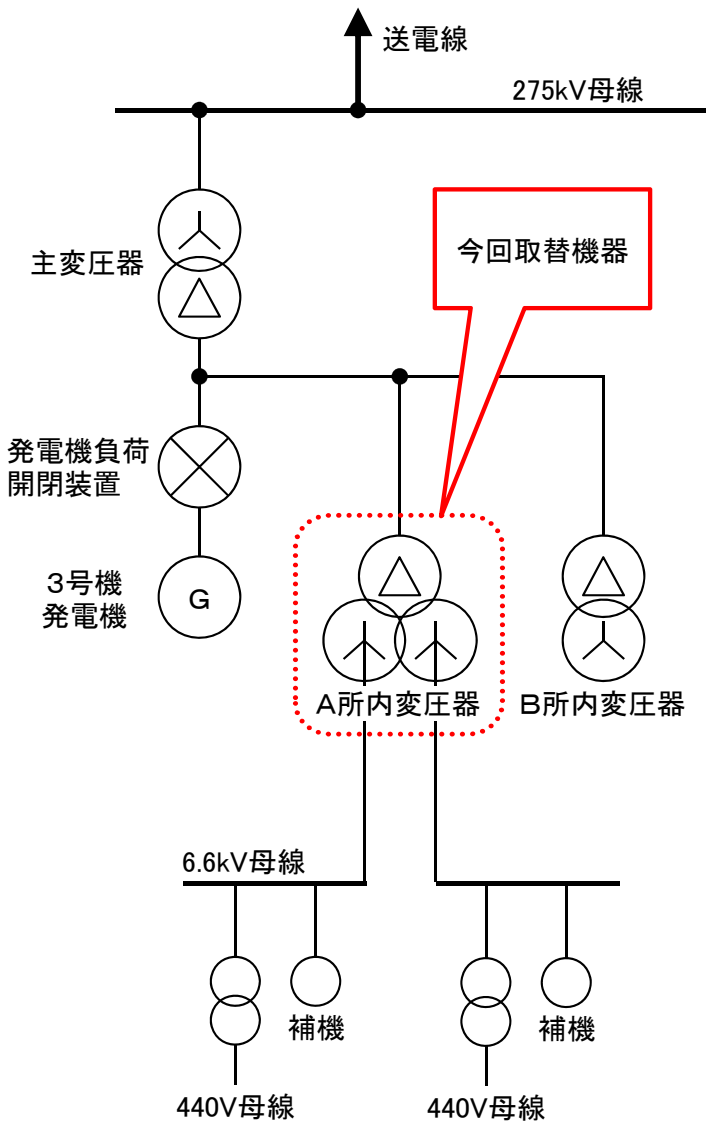 送電線
275kV母線
今回取替機器
主変圧器
発電機負荷
開閉装置
3号機
発電機
G
A所内変圧器
B所内変圧器
6.6kV母線
補機
補機
440V母線
440V母線